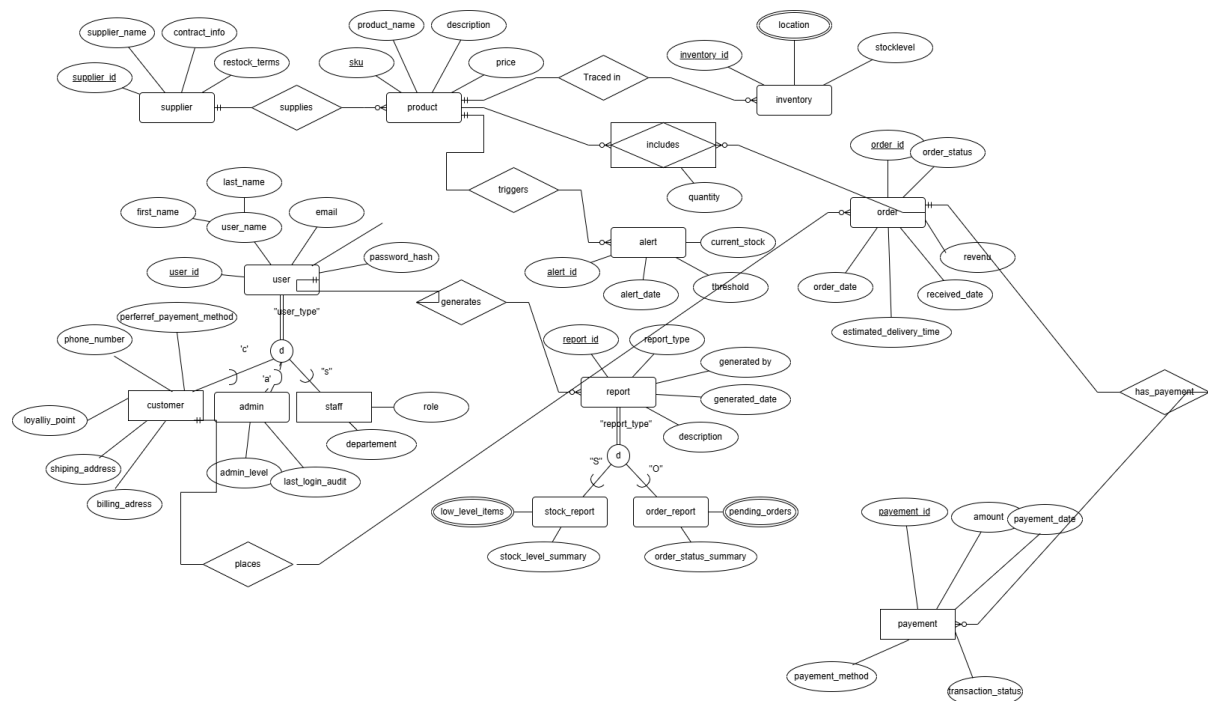 location
product_name
description
supplier_name
contract_info
inventory_id
stocklevel
supplier_id
restock_terms
sku
price
Traced in
supplier
supplies
product
inventory
includes
order_id
order_status
last_name
triggers
quantity
first_name
user_name
email
order
alert
current_stock
password_hash
revenu
user_id
user
alert_id
alert_date
threshold
order_date
received_date
generates
"user_type"
perferref_payement_method
estimated_delivery_time
phone_number
report_id
report_type
'c'
d
generated by
"s"
'a'
report
has_payement
customer
admin
staff
role
generated_date
loyalliy_point
"report_type"
description
departement
d
shiping_address
admin_level
"S"
"O"
last_login_audit
billing_adress
low_level_items
stock_report
order_report
pending_orders
payement_id
amount
payement_date
stock_level_summary
order_status_summary
places
payement
payement_method
transaction_status